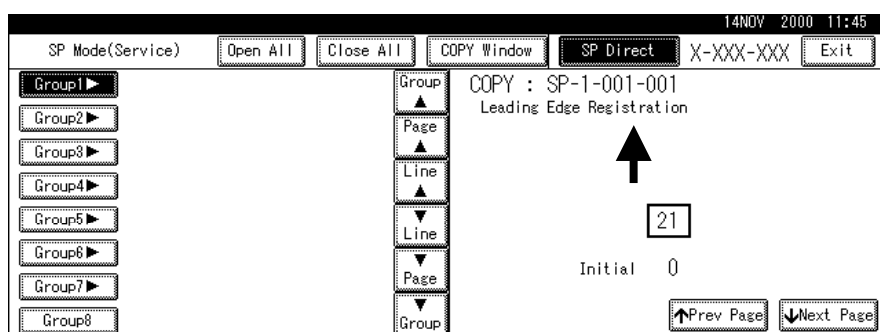 14NOV 2000 11:45
SP Mode(Service) Open All Close All COPY Window SP Direct X-XXX-XXX Exit
Group1►
Group2►
Group3►
Group4►
Group5►
Group6►
Group7►
Group8
Group
▲
Page
▲
Line
▲
▼
Line
▼
Page
▼
Group
COPY : SP-1-001-001
Leading Edge Registration
21
Initial 0
↑Prev Page ↓Next Page